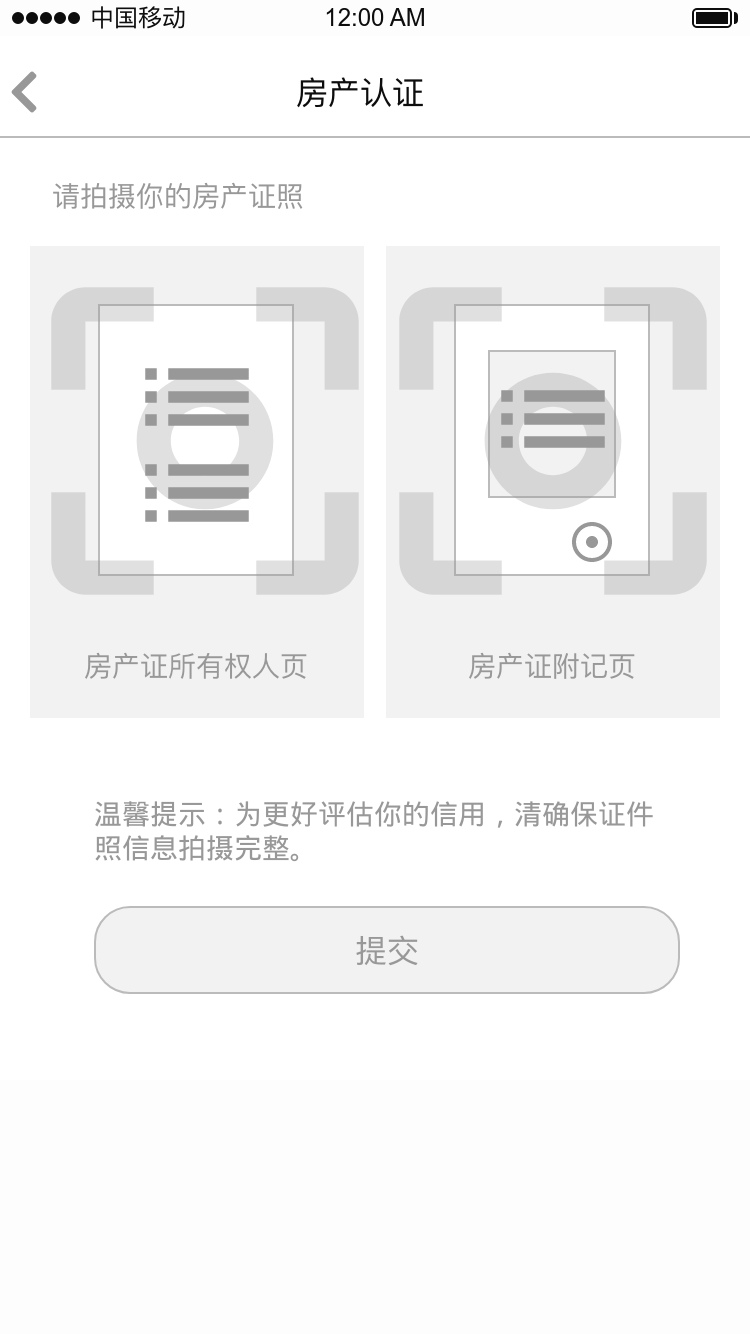 中国移动 12:00 AM
房产认证
请拍摄你的房产证照
房产证所有权人页 房产证附记页
温馨提示：为更好评估你的信用，清确保证件
照信息拍摄完整。
提交